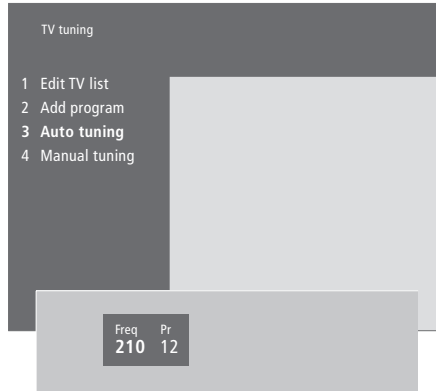 TV tuning
1 Edit TV list
2 Add program
3 Auto tuning
4 Manual tuning
Freq Pr
210 12